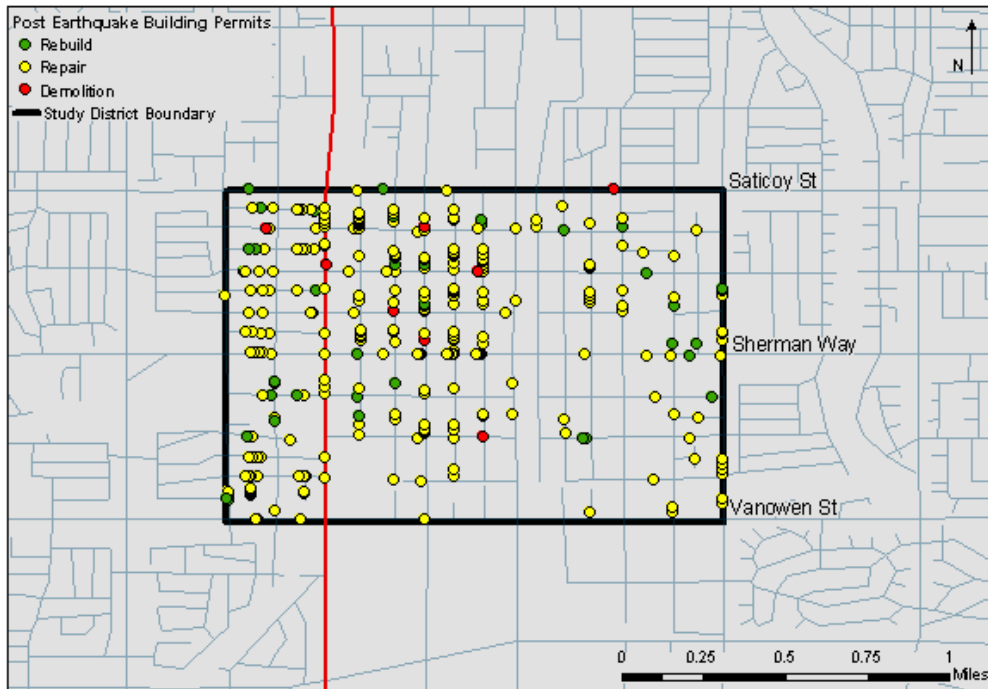 Post Earthquake Building Permits
Rebuild
Repair
Demolition
Study District Boundary
N
Saticoy St
Sherman Way
Vanowen St
0 0.25 0.5 0.75 1
Miles